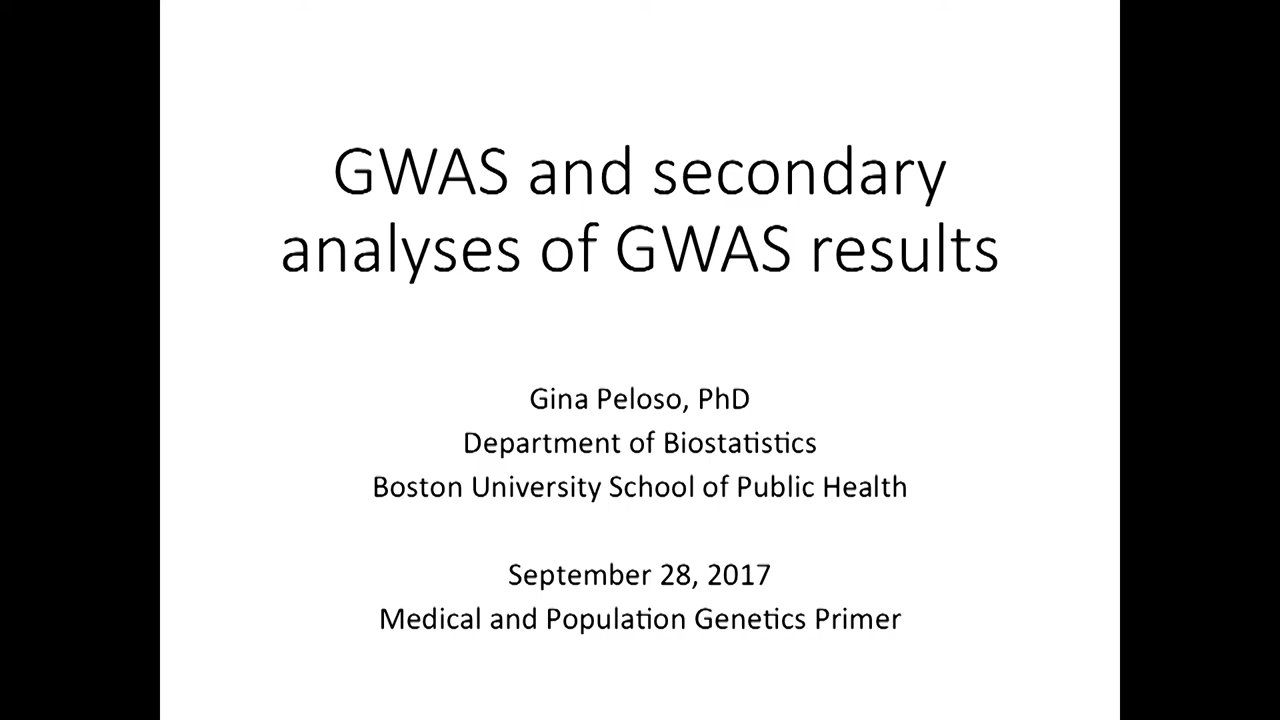 GWAS and secondary
analyses of GWAS results
Gina Peloso, PhD
Department of Biostatistics
Boston University School of Public Health
September 28, 2017
Medical and Population Genetics Primer